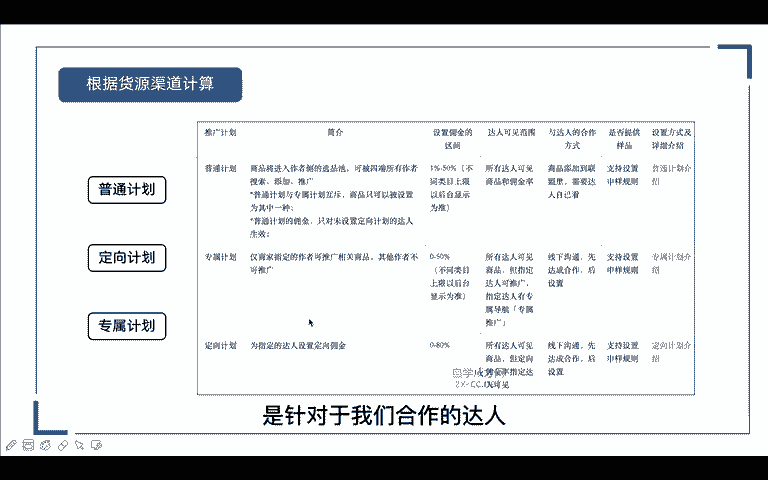 根据货源渠道计算
普通计划
定向计划
专属计划
推广计划 简介 设置佣金的区间 达人可见范围 与达人的合作方式 是否提供样品 设置方式及详细介绍
普通计划
商品将进入作者侧的选品池,可被四端所有作者
搜索、添加、推广
*普通计划与专属计划互斥,商品只可以被设置
为其中一种;
*普通计划的佣金,只对未设置定向计划的达人
生效;
1%-50%(不
同类目上限
以后台显示
为准)
所有达人可见
商品和佣金率
商品添加到联
盟里,需要达
人自己看
支持设置
申样规则
普通计划介
绍
专属计划
仅商家指定的作者可推广相关商品,其他作者不
可推广
0-50%
(不同类目
上限以后台
显示为准)
所有达人可见
商品,但指定
达人可推广,
指定达人有专
属导航「专属
推广」
线下沟通,先
达成合作,后
设置
支持设置
申样规则
专属计划介
绍
定向计划
为指定的达人设置定向佣金
0-80%
所有达人可见
商品,但定向
佣金率指定达
人可见
线下沟通,先
达成合作,后
设置
支持设置
申样规则
定向计划介
绍
是针对于我们合作的达人